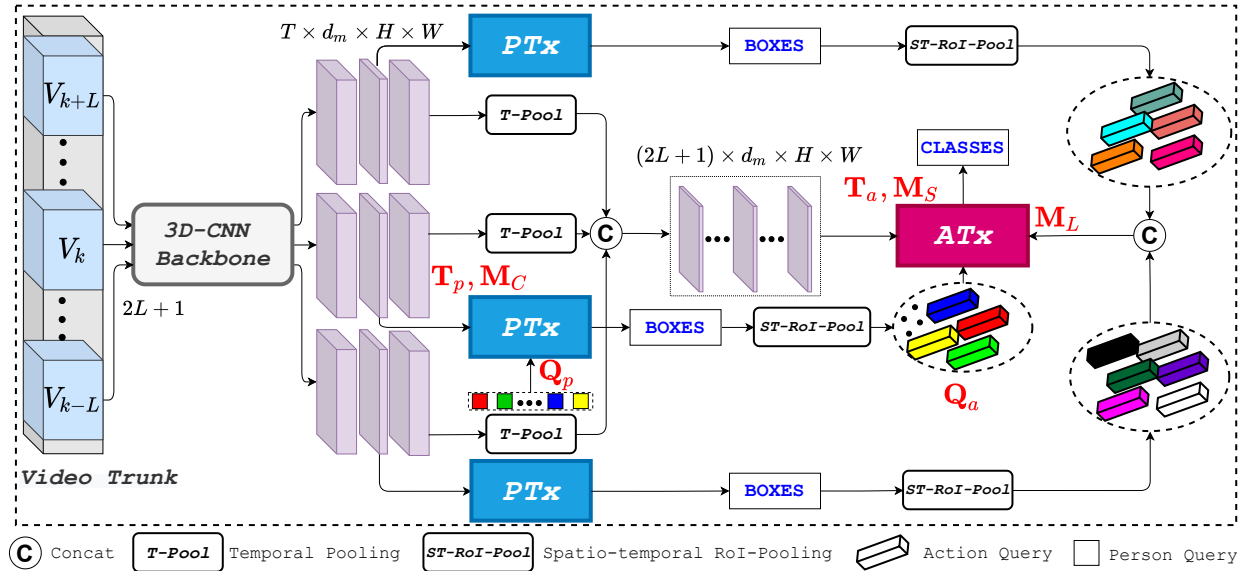 V_{k+L}
V_k
V_{k-L}
Video Trunk
3D-CNN
Backbone
2L + 1
T × d_m × H × W
PTx
BOXES
ST-RoI-Pool
T-Pool
T-Pool
C
(2L + 1) × d_m × H × W
CLASSES
T_a, M_S
ATx
M_L
C
T_p, M_C
PTx
BOXES
ST-RoI-Pool
Q_p
Q_a
T-Pool
PTx
BOXES
ST-RoI-Pool
C Concat
T-Pool Temporal Pooling
ST-RoI-Pool Spatio-temporal RoI-Pooling
Action Query
Person Query